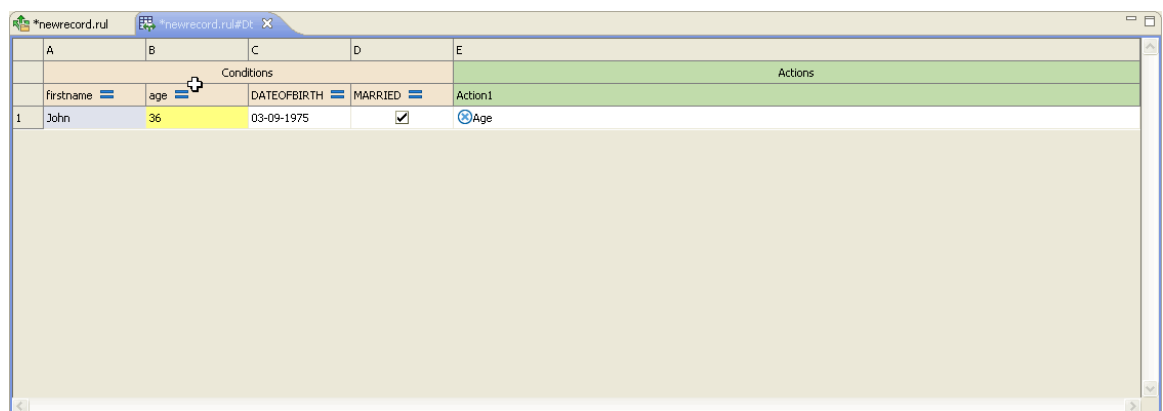 *newrecord.rul *newrecord.rul#Dt
A B C D E
Conditions Actions
firstname age DATEOFBIRTH MARRIED Action1
1 John 36 03-09-1975 Age